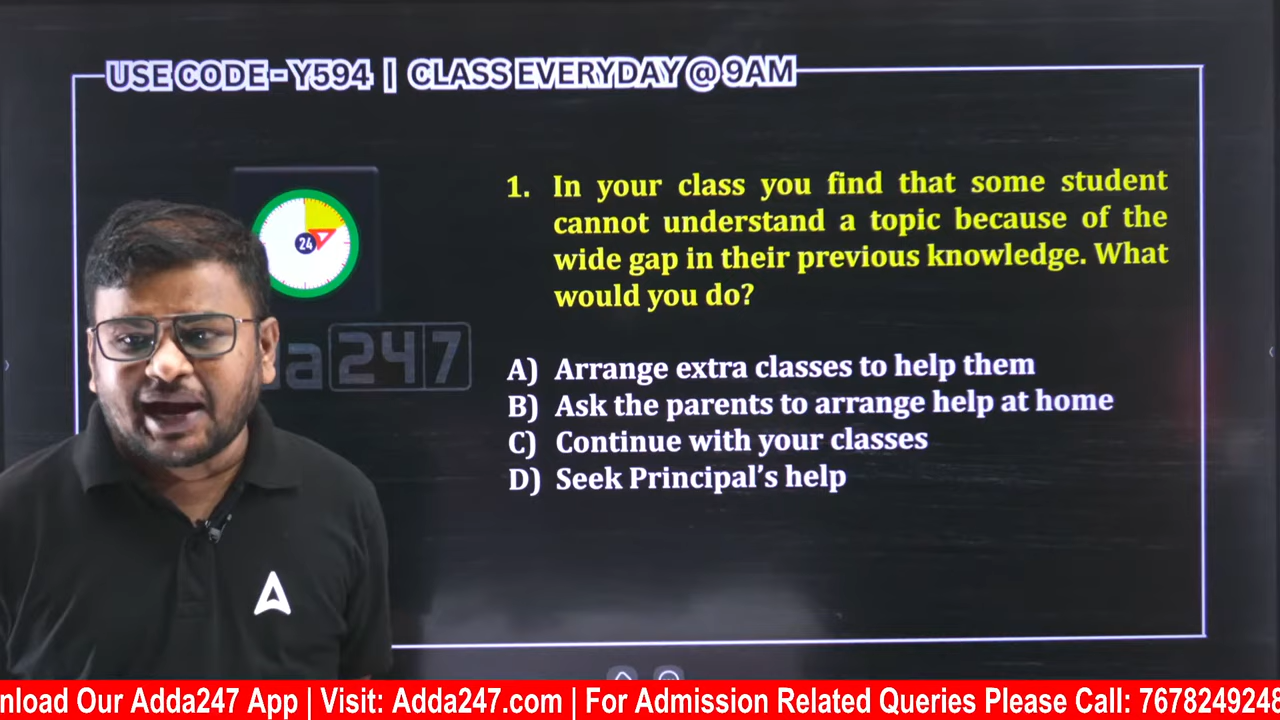 USE CODE - Y594 | CLASS EVERYDAY @ 9AM
24
a 247
1. In your class you find that some student
cannot understand a topic because of the
wide gap in their previous knowledge. What
would you do?
A) Arrange extra classes to help them
B) Ask the parents to arrange help at home
C) Continue with your classes
D) Seek Principal's help
nload Our Adda247 App | Visit: Adda247.com | For Admission Related Queries Please Call: 7678249248